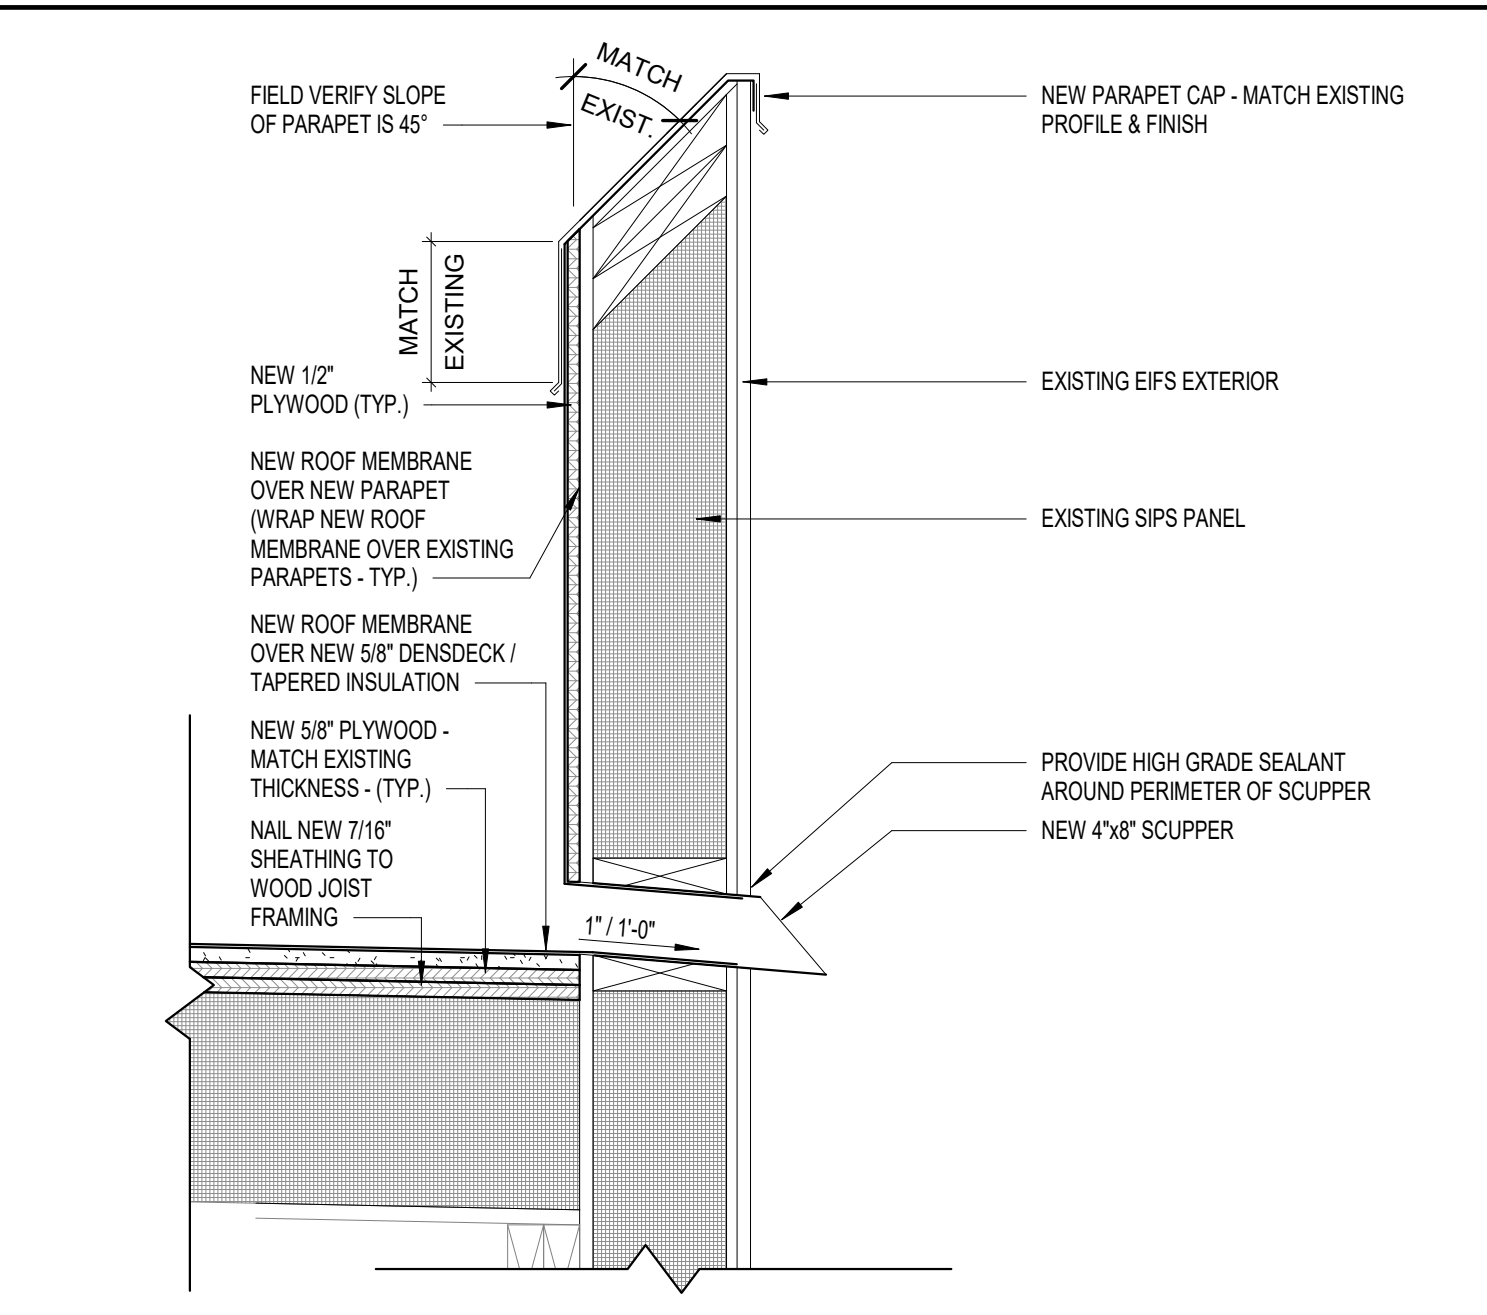 MATCH
EXIST.
FIELD VERIFY SLOPE
OF PARAPET IS 45°
NEW PARAPET CAP - MATCH EXISTING
PROFILE & FINISH
MATCH
EXISTING
NEW 1/2"
PLYWOOD (TYP.)
EXISTING EIFS EXTERIOR
NEW ROOF MEMBRANE
OVER NEW PARAPET
(WRAP NEW ROOF
MEMBRANE OVER EXISTING
PARAPETS - TYP.)
EXISTING SIPS PANEL
NEW ROOF MEMBRANE
OVER NEW 5/8" DENSDECK /
TAPERED INSULATION
NEW 5/8" PLYWOOD -
MATCH EXISTING
THICKNESS - (TYP.)
PROVIDE HIGH GRADE SEALANT
AROUND PERIMETER OF SCUPPER
NEW 4"x8" SCUPPER
NAIL NEW 7/16"
SHEATHING TO
WOOD JOIST
FRAMING
1" / 1'-0"